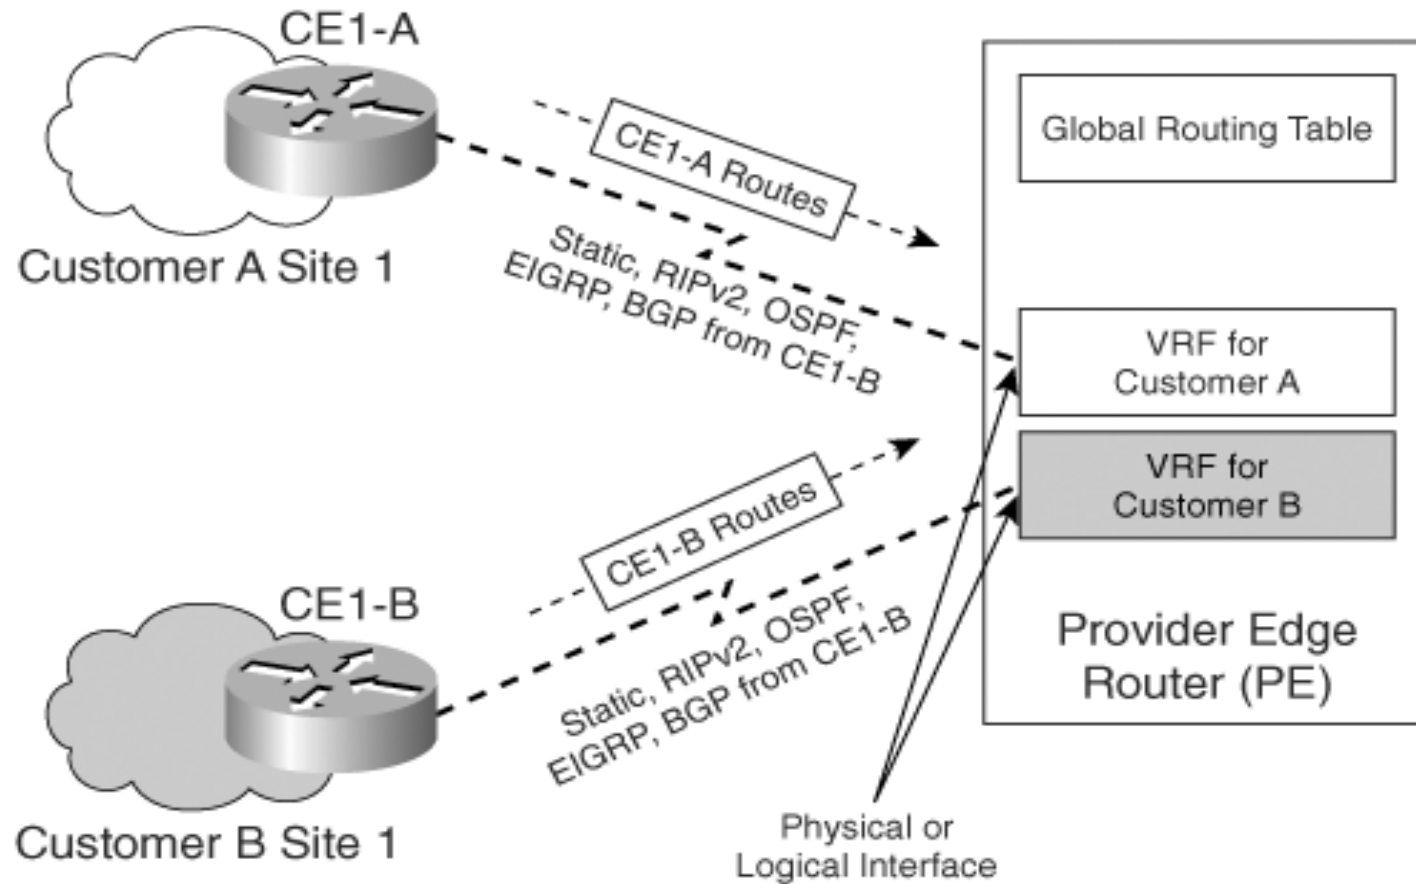 CE1-A
Customer A Site 1
CE1-A Routes
Static, RIPv2, OSPF,
EIGRP, BGP from CE1-B
Global Routing Table
VRF for
Customer A
VRF for
Customer B
Provider Edge
Router (PE)
CE1-B
Customer B Site 1
CE1-B Routes
Static, RIPv2, OSPF,
EIGRP, BGP from CE1-B
Physical or
Logical Interface